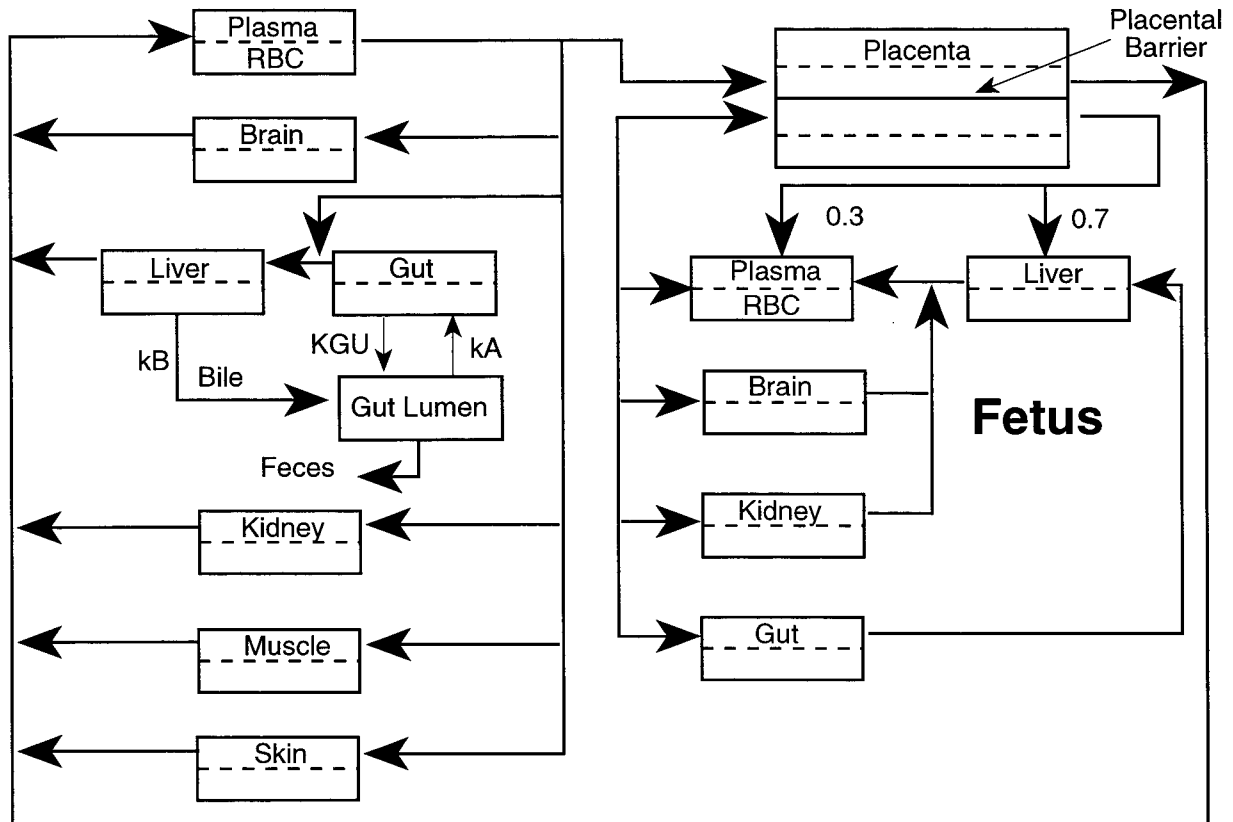 Plasma
RBC
Brain
Liver
Gut
KGU
kA
kB
Bile
Gut Lumen
Feces
Kidney
Muscle
Skin
Placental
Barrier
Placenta
0.3
0.7
Plasma
RBC
Liver
Brain
Fetus
Kidney
Gut